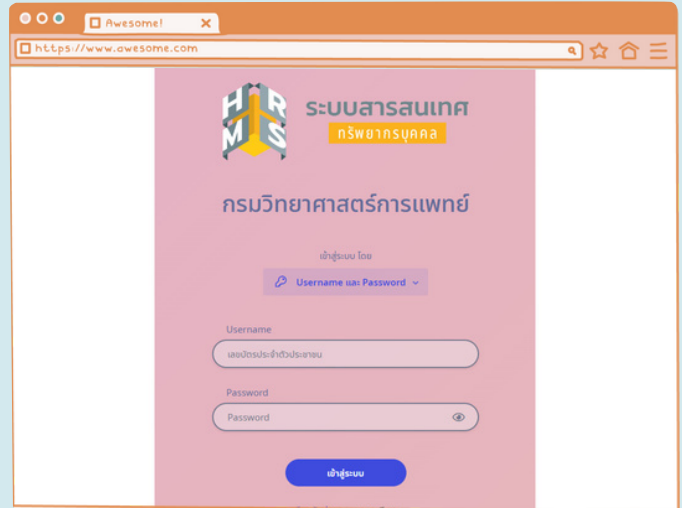 Awesome!
https://www.awesome.com
HR
MS
ระบบสารสนเทศ
ทรัพยากรบุคคล
กรมวิทยาศาสตร์การแพทย์
เข้าสู่ระบบ โดย
Username และ Password
Username
เลขบัตรประจำตัวประชาชน
Password
Password
เข้าสู่ระบบ